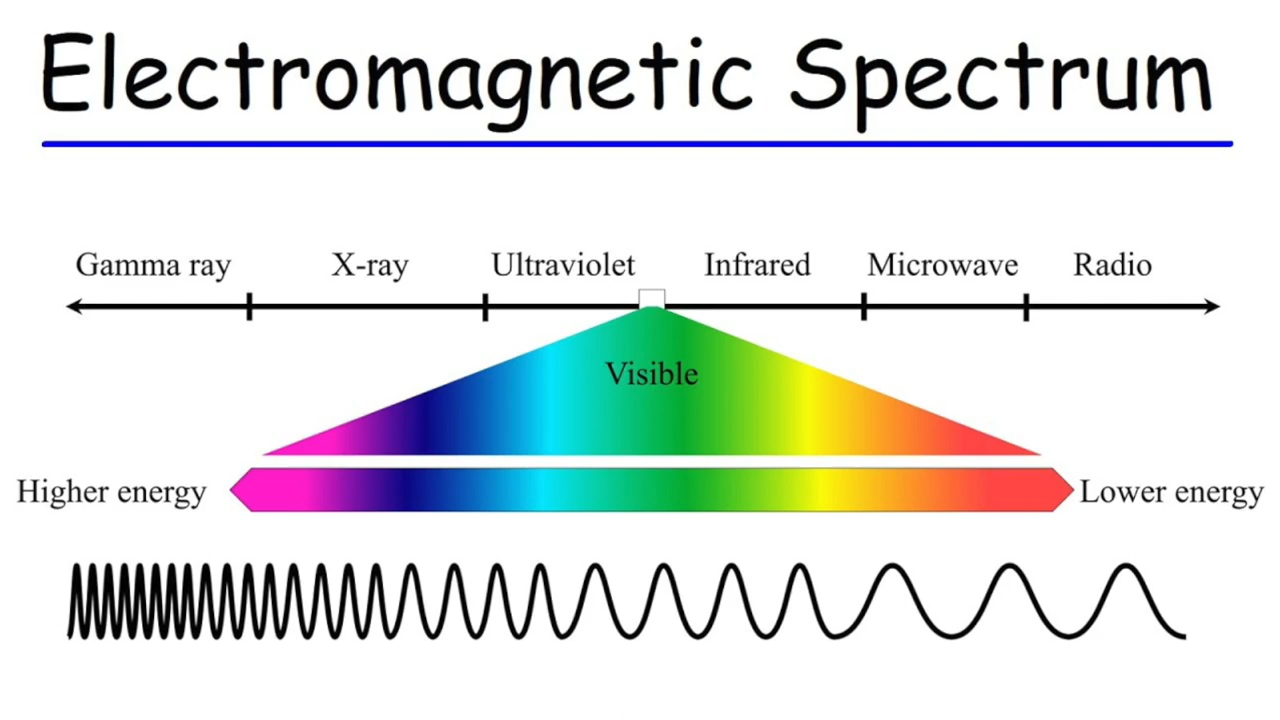 Electromagnetic Spectrum
Gamma ray X-ray Ultraviolet Infrared Microwave Radio
Visible
Higher energy Lower energy